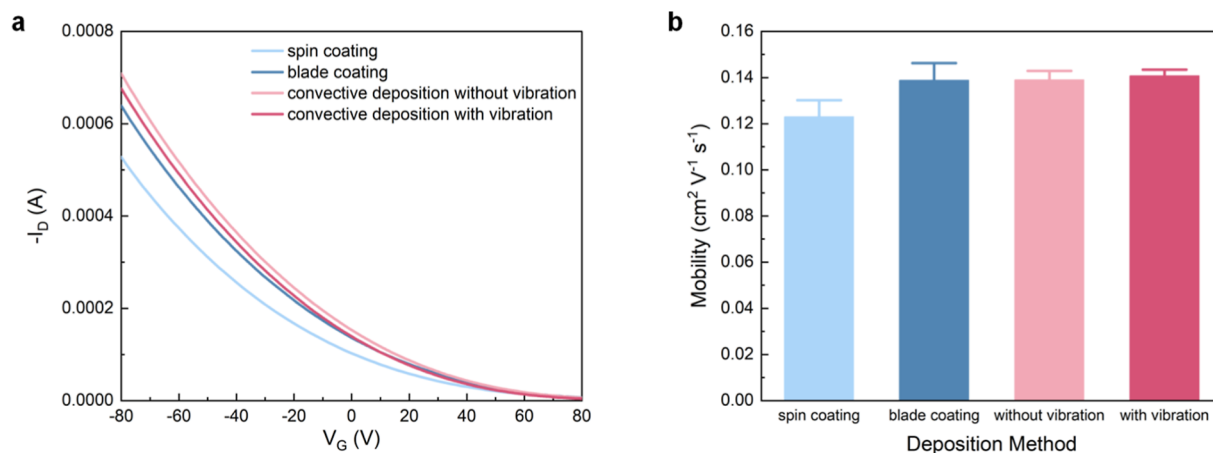 a
0.0008
0.0006
0.0004
0.0002
0.0000
-I_D (A)
spin coating
blade coating
convective deposition without vibration
convective deposition with vibration
-80 -60 -40 -20 0 20 40 60 80
V_G (V)
b
0.16
0.14
0.12
0.10
0.08
0.06
0.04
0.02
0.00
Mobility (cm² V⁻¹ s⁻¹)
spin coating blade coating without vibration with vibration
Deposition Method